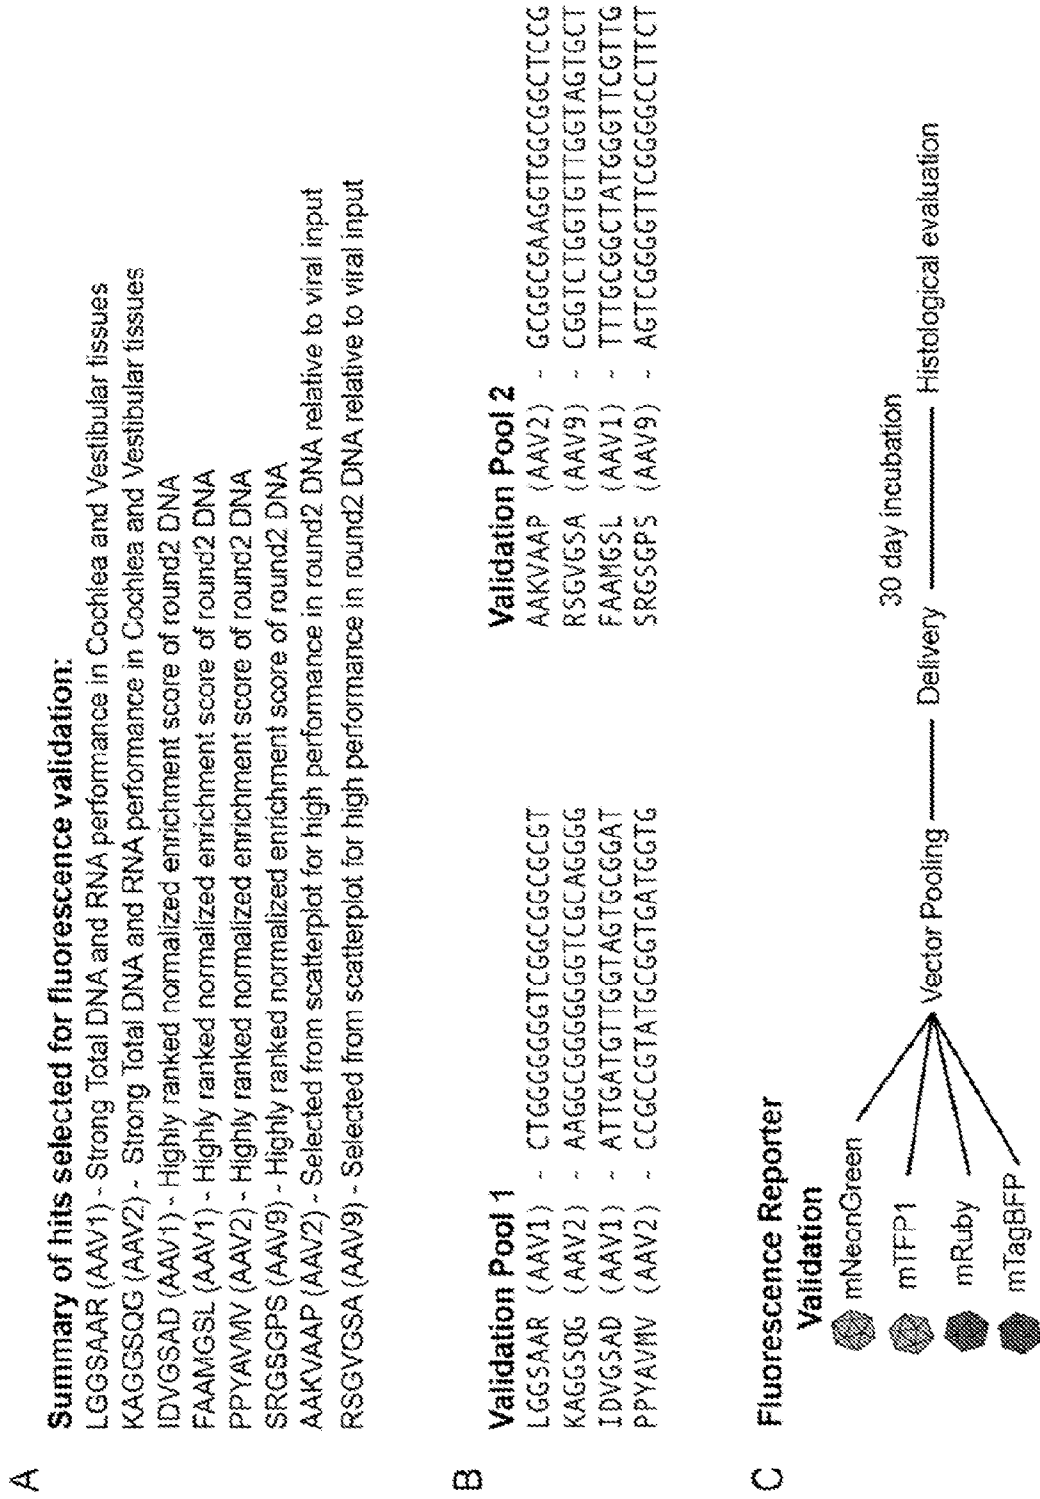 A
Summary of hits selected for fluorescence validation:
LGGSAAR (AAV1) - Strong Total DNA and RNA performance in Cochlea and Vestibular tissues
KAGGSQG (AAV2) - Strong Total DNA and RNA performance in Cochlea and Vestibular tissues
IDVGSAD (AAV1) - Highly ranked normalized enrichment score of round2 DNA
FAAMGSL (AAV1) - Highly ranked normalized enrichment score of round2 DNA
PPYAVMV (AAV2) - Highly ranked normalized enrichment score of round2 DNA
SRGSGPS (AAV9) - Highly ranked normalized enrichment score of round2 DNA
AAKVAAP (AAV2) - Selected from scatterplot for high performance in round2 DNA relative to viral input
RSGVGSA (AAV9) - Selected from scatterplot for high performance in round2 DNA relative to viral input
B
Validation Pool 1
LGGSAAR (AAV1) - CTGGGGGGGTCGGCGGCGCGT
KAGGSQG (AAV2) - AAGGCGGGGGGGTCGCAGGGG
IDVGSAD (AAV1) - ATTGATGTTGGTAGTGCGGAT
PPYAVMV (AAV2) - CCGCCGTATGCGGTGATGGTG
Validation Pool 2
AAKVAAP (AAV2) - GCGGCGAAGGTGGCGGCTCCG
RSGVGSA (AAV9) - CGGTCTGGTGTTGGTAGTGCT
FAAMGSL (AAV1) - TTTGCGGCTATGGGTTCGTTG
SRGSGPS (AAV9) - AGTCGGGGTTCGGGGCCTTCT
C
Fluorescence Reporter
Validation
mNeonGreen
mTFP1
mRuby
mTagBFP
Vector Pooling
Delivery
30 day incubation
Histological evaluation